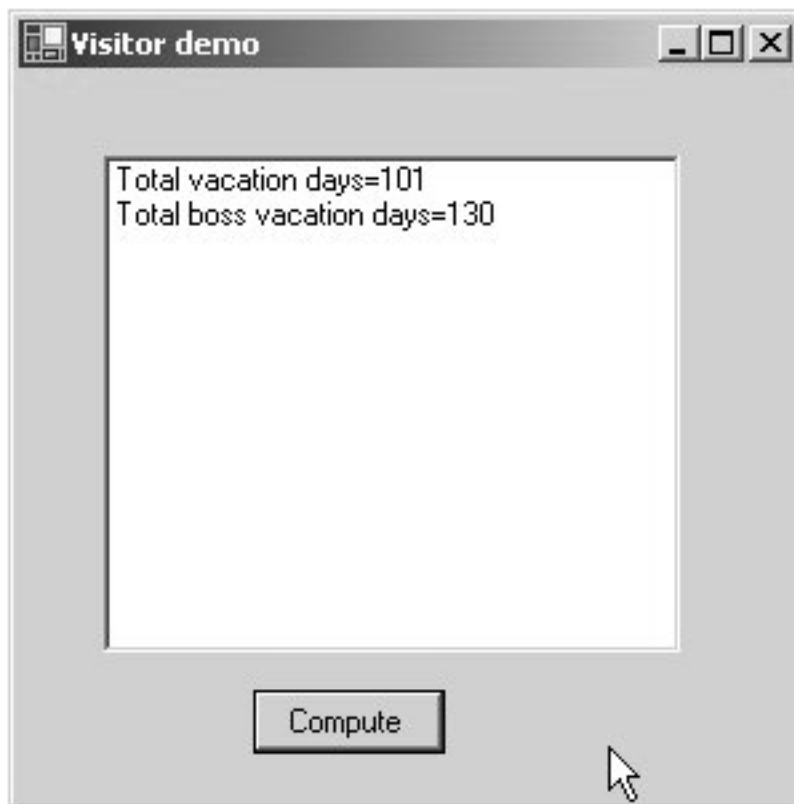 Visitor demo
Total vacation days=101
Total boss vacation days=130
Compute